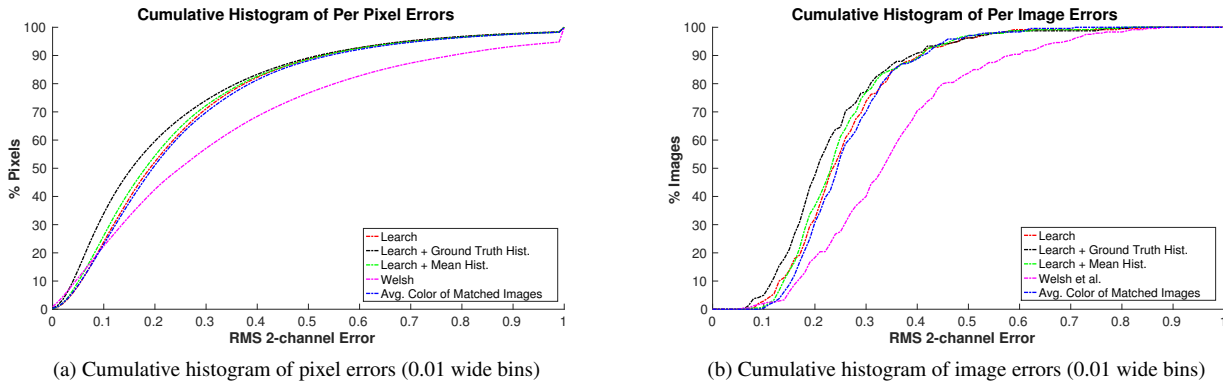 Cumulative Histogram of Per Pixel Errors
100
90
80
70
60
50
40
30
20
10
0
% Pixels
Learch
Learch + Ground Truth Hist.
Learch + Mean Hist.
Welsh
Avg. Color of Matched Images
0 0.1 0.2 0.3 0.4 0.5 0.6 0.7 0.8 0.9 1
RMS 2-channel Error
(a) Cumulative histogram of pixel errors (0.01 wide bins)
Cumulative Histogram of Per Image Errors
100
90
80
70
60
50
40
30
20
10
0
% Images
Learch
Learch + Ground Truth Hist.
Learch + Mean Hist.
Welsh et al.
Avg. Color of Matched Images
0 0.1 0.2 0.3 0.4 0.5 0.6 0.7 0.8 0.9 1
RMS 2-channel Error
(b) Cumulative histogram of image errors (0.01 wide bins)